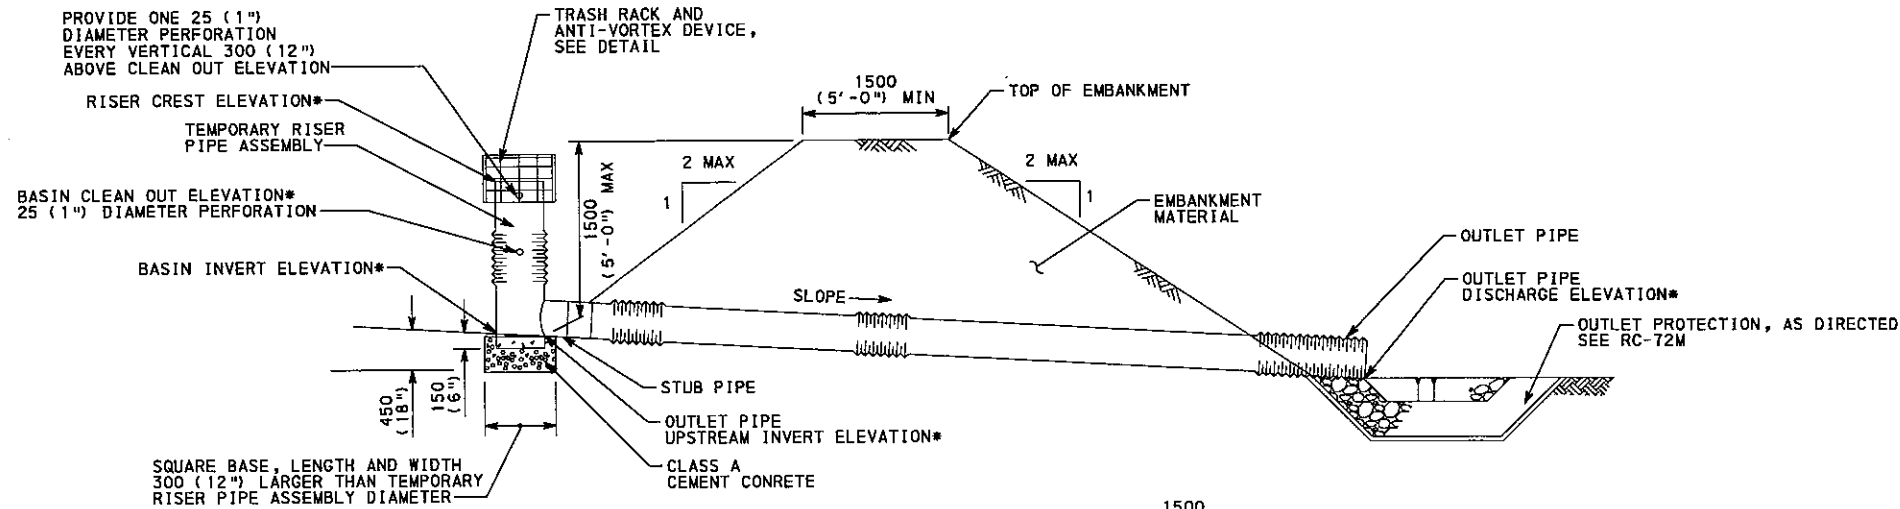 PROVIDE ONE 25 (1")
DIAMETER PERFORATION
EVERY VERTICAL 300 (12")
ABOVE CLEAN OUT ELEVATION
TRASH RACK AND
ANTI-VORTEX DEVICE,
SEE DETAIL
RISER CREST ELEVATION*
TEMPORARY RISER
PIPE ASSEMBLY
BASIN CLEAN OUT ELEVATION*
25 (1") DIAMETER PERFORATION
BASIN INVERT ELEVATION*
1500
(5'-0") MIN
TOP OF EMBANKMENT
2 MAX
1
1500
(5'-0") MAX
2 MAX
1
EMBANKMENT
MATERIAL
SLOPE
OUTLET PIPE
OUTLET PIPE
DISCHARGE ELEVATION*
OUTLET PROTECTION, AS DIRECTED
SEE RC-72M
450
(18")
150
(6")
STUB PIPE
OUTLET PIPE
UPSTREAM INVERT ELEVATION*
CLASS A
CEMENT CONRETE
SQUARE BASE, LENGTH AND WIDTH
300 (12") LARGER THAN TEMPORARY
RISER PIPE ASSEMBLY DIAMETER
1500